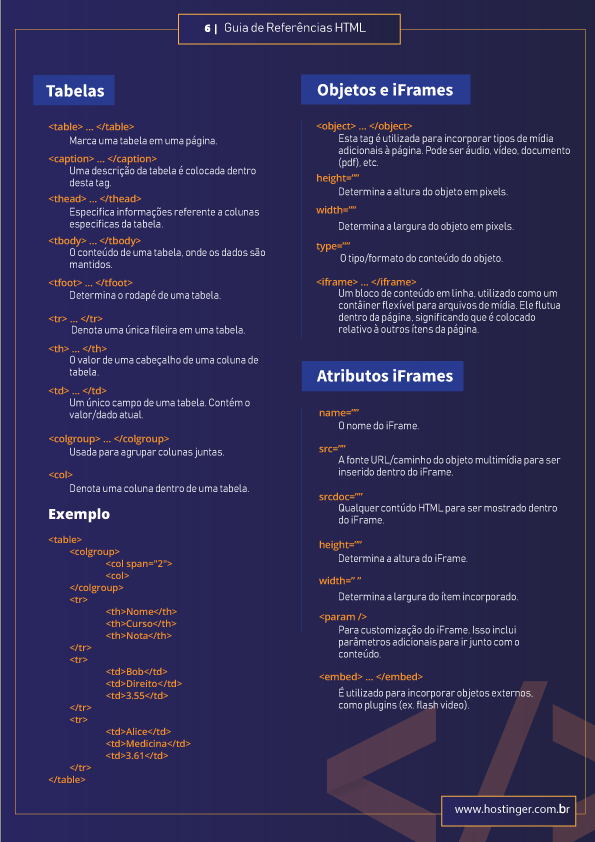 6 | Guia de Referências HTML
Tabelas
<table> ... </table>
Marca uma tabela em uma página.
<caption> ... </caption>
Uma descrição da tabela é colocada dentro
desta tag.
<thead> ... </thead>
Especifica informações referente a colunas
específicas da tabela.
<tbody> ... </tbody>
O conteúdo de uma tabela, onde os dados são
mantidos.
<tfoot> ... </tfoot>
Determina o rodapé de uma tabela.
<tr> ... </tr>
Denota uma única fileira em uma tabela.
<th> ... </th>
O valor de uma cabeçalho de uma coluna de
tabela.
<td> ... </td>
Um único campo de uma tabela. Contém o
valor/dado atual.
<colgroup> ... </colgroup>
Usada para agrupar colunas juntas.
<col>
Denota uma coluna dentro de uma tabela.
Exemplo
<table>
<colgroup>
<col span="2">
<col>
</colgroup>
<tr>
<th>Nome</th>
<th>Curso</th>
<th>Nota</th>
</tr>
<tr>
<td>Bob</td>
<td>Direito</td>
<td>3.55</td>
</tr>
<tr>
<td>Alice</td>
<td>Medicina</td>
<td>3.61</td>
</tr>
</table>
Objetos e iFrames
<object> ... </object>
Esta tag é utilizada para incorporar tipos de mídia
adicionais à página. Pode ser áudio, vídeo, documento
(pdf), etc.
height=””
Determina a altura do objeto em pixels.
width=””
Determina a largura do objeto em pixels.
type=””
O tipo/formato do conteúdo do objeto.
<iframe> ... </iframe>
Um bloco de conteúdo em linha, utilizado como um
contâiner flexível para arquivos de mídia. Ele flutua
dentro da página, significando que é colocado
relativo à outros ítens da página.
Atributos iFrames
name=””
O nome do iFrame.
src=””
A fonte URL/caminho do objeto multimídia para ser
inserido dentro do iFrame.
srcdoc=””
Qualquer contúdo HTML para ser mostrado dentro
do iFrame.
height=””
Determina a altura do iFrame.
width=” ”
Determina a largura do ítem incorporado.
<param />
Para customização do iFrame. Isso inclui
parâmetros adicionais para ir junto com o
conteúdo.
<embed> ... </embed>
É utilizado para incorporar objetos externos,
como plugins (ex. flash video).
www.hostinger.com.br